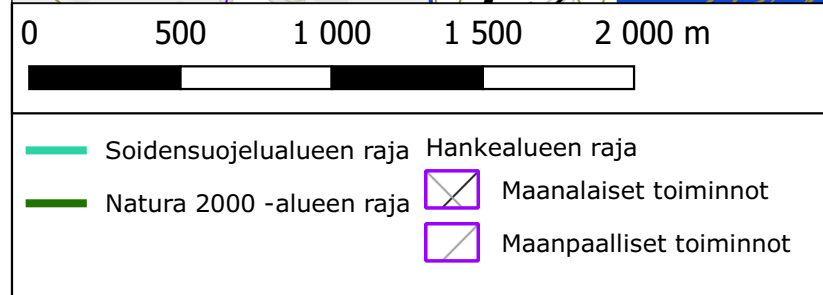 0 500 1 000 1 500 2 000 m
Soidensuojelualueen raja
Natura 2000 -alueen raja
Hankealueen raja
Maanalaiset toiminnot
Maanpaalliset toiminnot